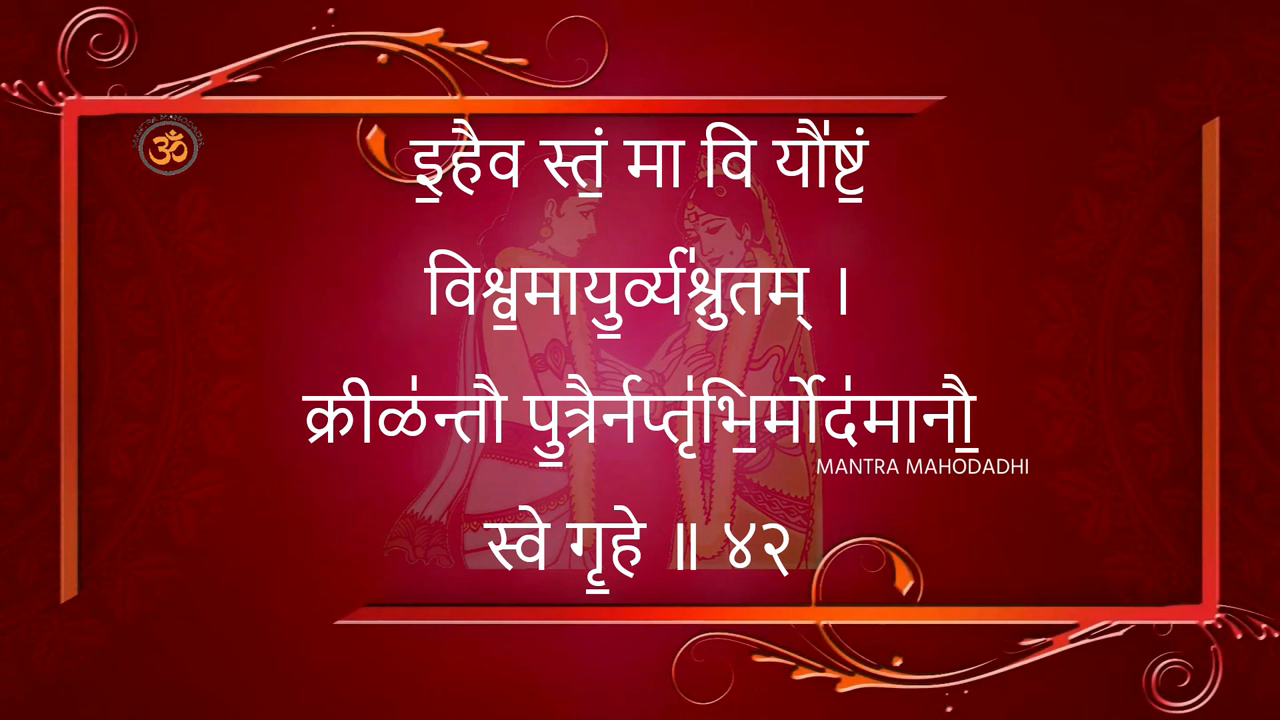 ॐ
इ॒हैव स्तं॒ मा वि यौ॑ष्टं॒
विश्व॒मायु॒र्व्य॑श्नुतम् ।
क्रीळ॑न्तौ पु॒त्रैर्नप्तृ॑भि॒र्मोद॑मानौ॒
MANTRA MAHODADHI
स्वे गृ॒हे ॥ ४२